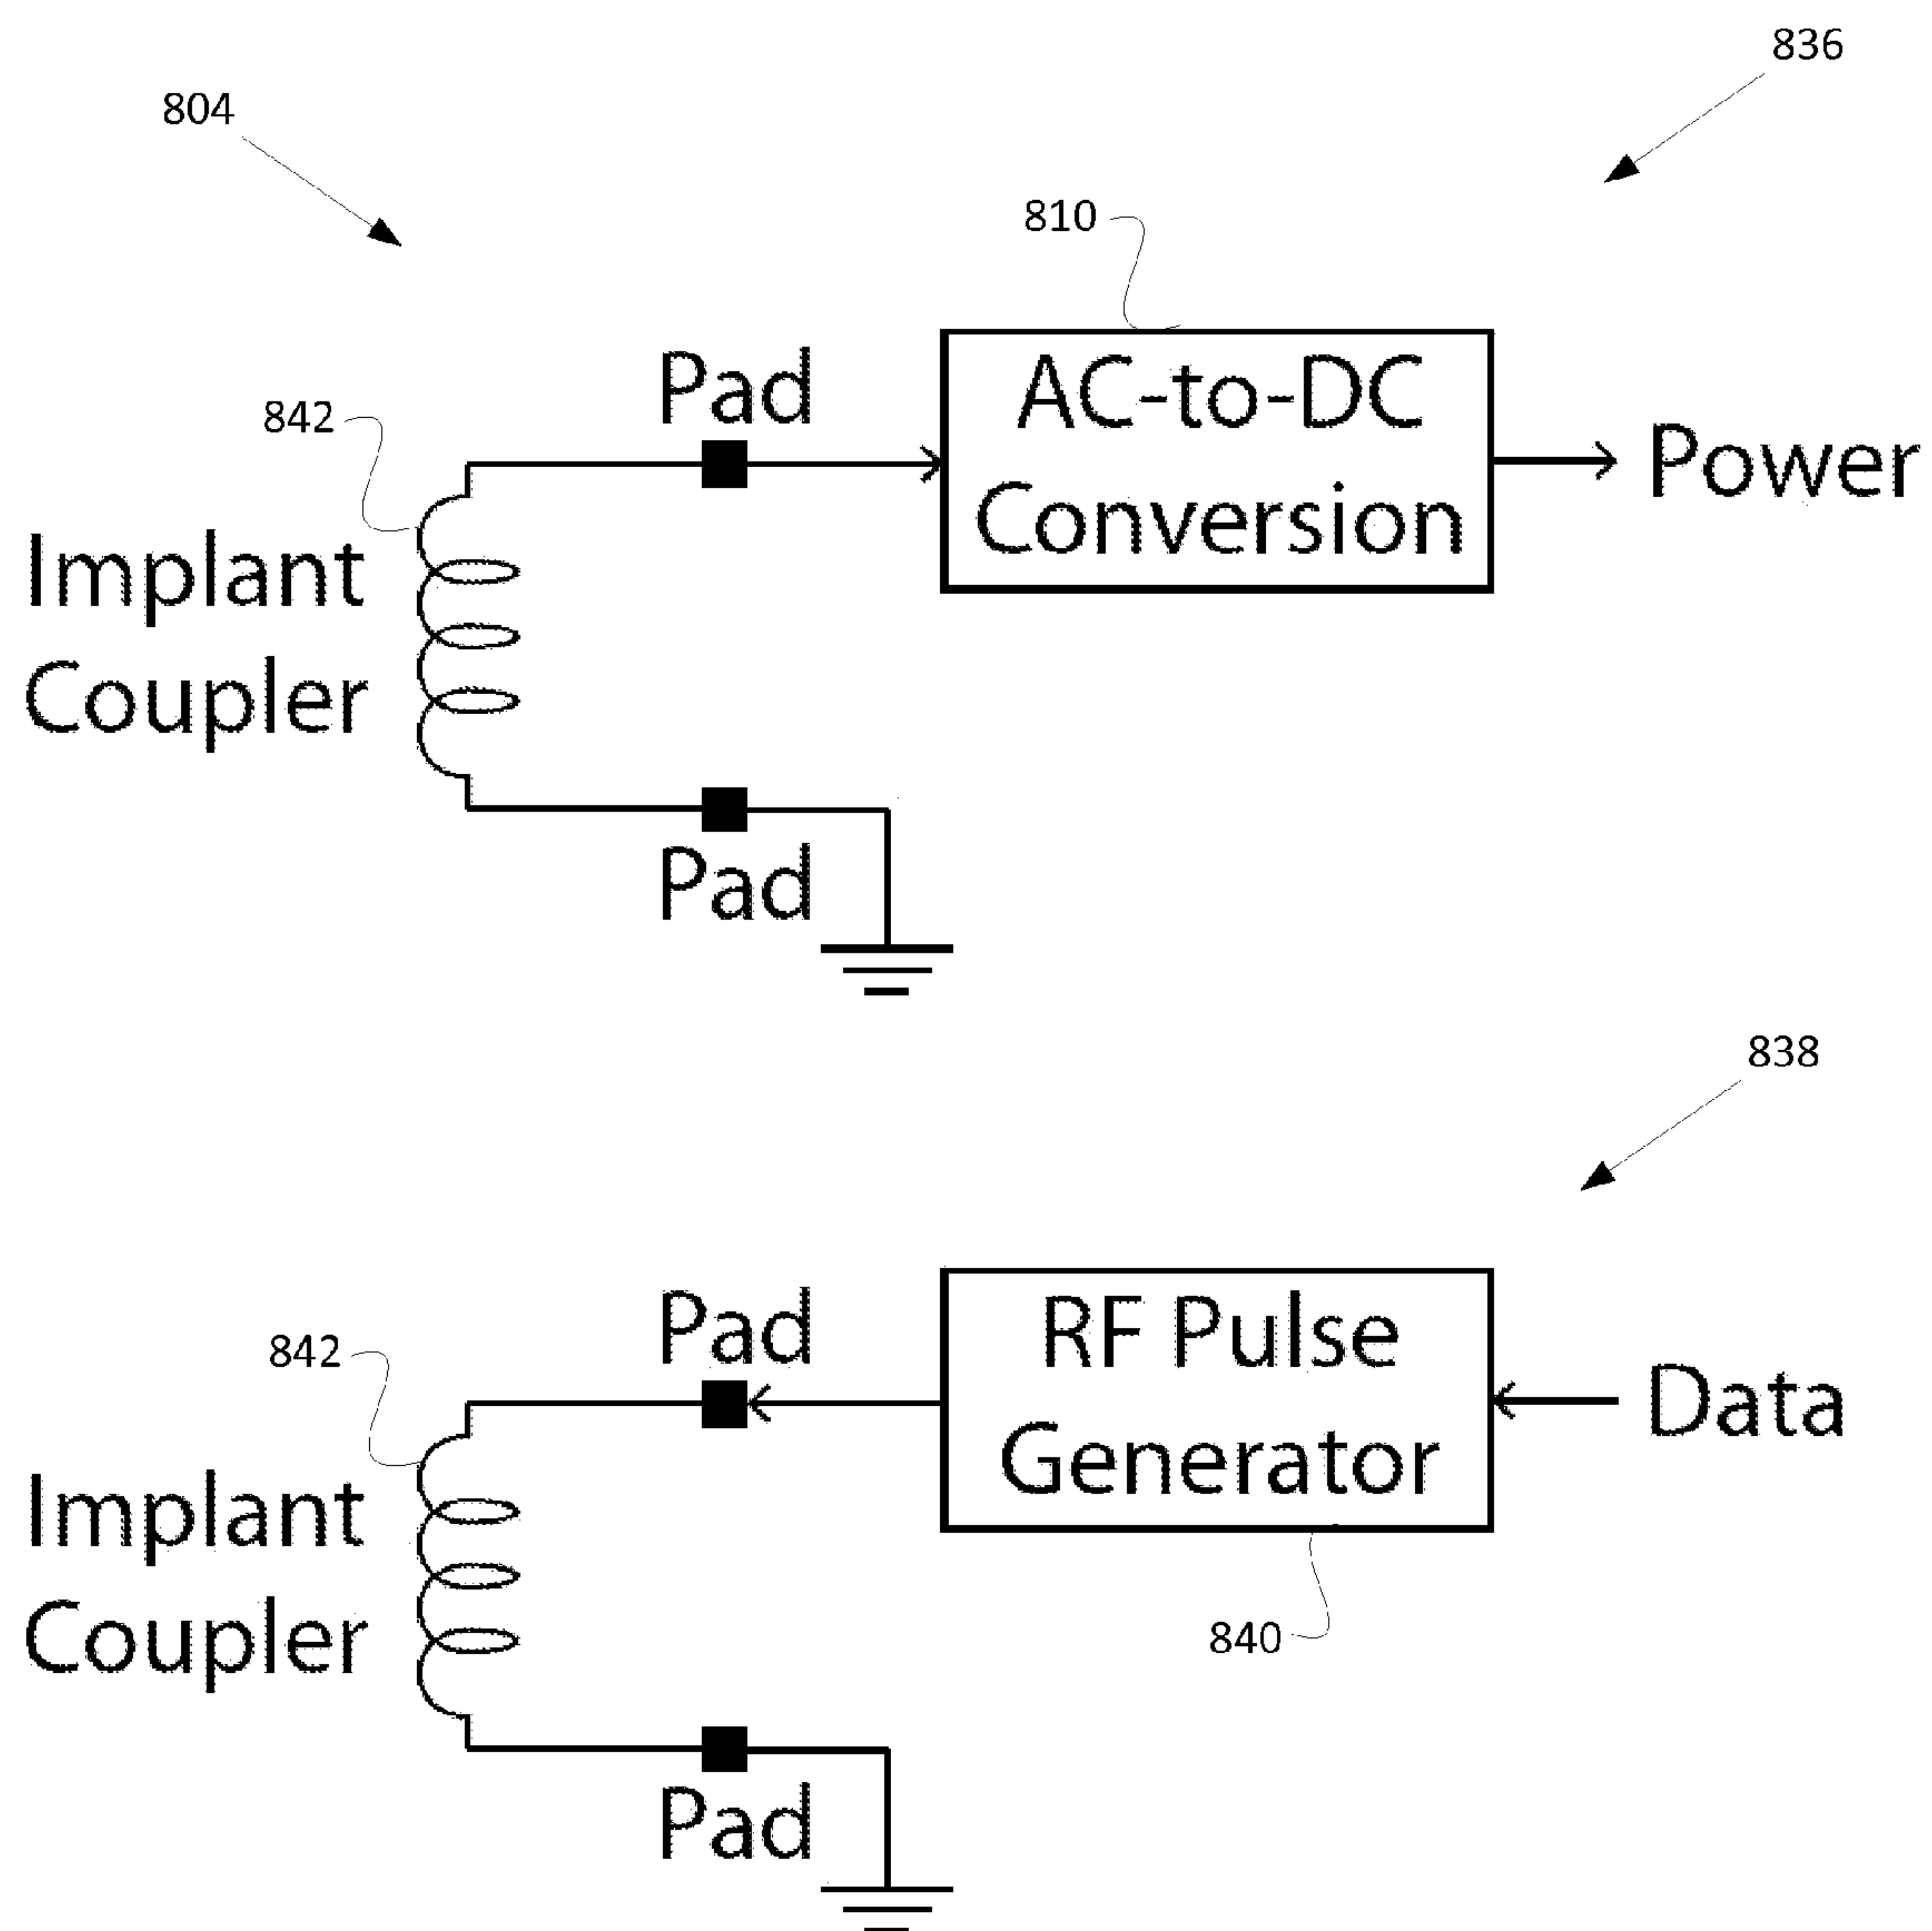 836
804
810
Pad
AC-to-DC
842
Power
Conversion
Implant
Coupler
Pad
838
Pad
RF Pulse
842
Data
Generator
Implant
Coupler
840
Pad